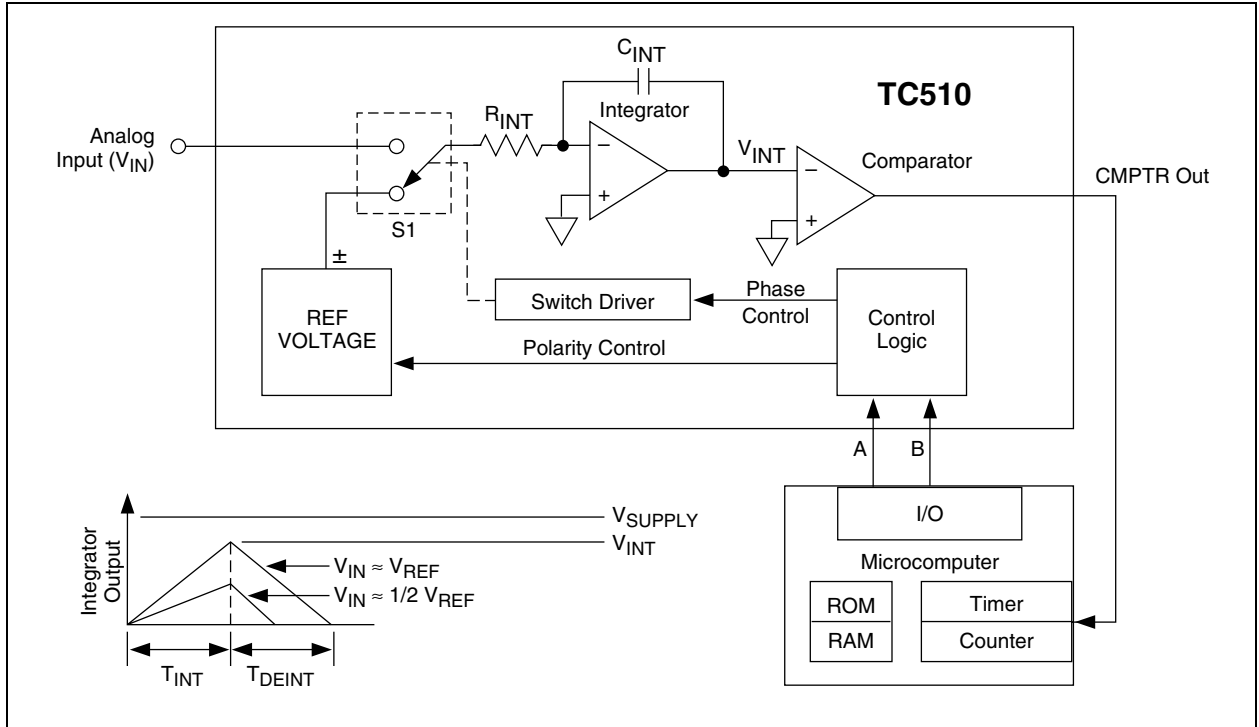 C_INT
TC510
Integrator
R_INT
Analog
Input (V_IN)
−
+
V_INT
−
+
Comparator
CMPTR Out
S1
±
REF
VOLTAGE
Switch Driver
Phase
Control
Control
Logic
Polarity Control
A
B
I/O
Microcomputer
ROM
RAM
Timer
Counter
Integrator
Output
V_SUPPLY
V_INT
V_IN ≈ V_REF
V_IN ≈ 1/2 V_REF
T_INT
T_DEINT